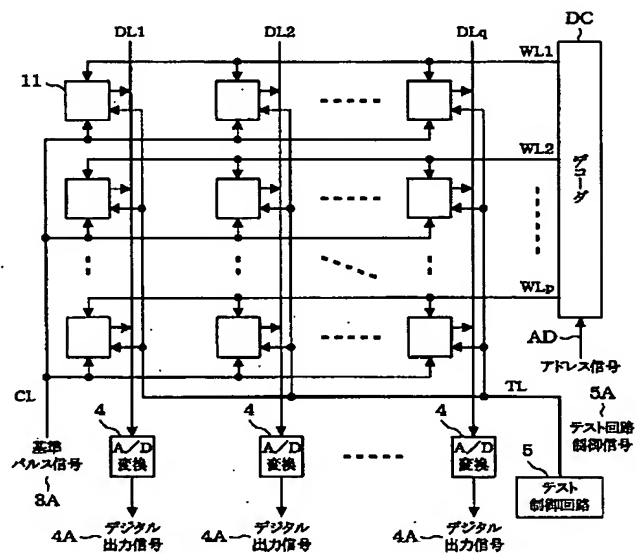 DL1
DL2
DLq
DC
11
WL1
WL2
デコーダ
WLp
AD
アドレス信号
CL
TL
5A
テスト回路
制御信号
基準
パルス信号
3A
4
A/D
変換
4
A/D
変換
4
A/D
変換
5
テスト
制御回路
4A
デジタル
出力信号
4A
デジタル
出力信号
4A
デジタル
出力信号